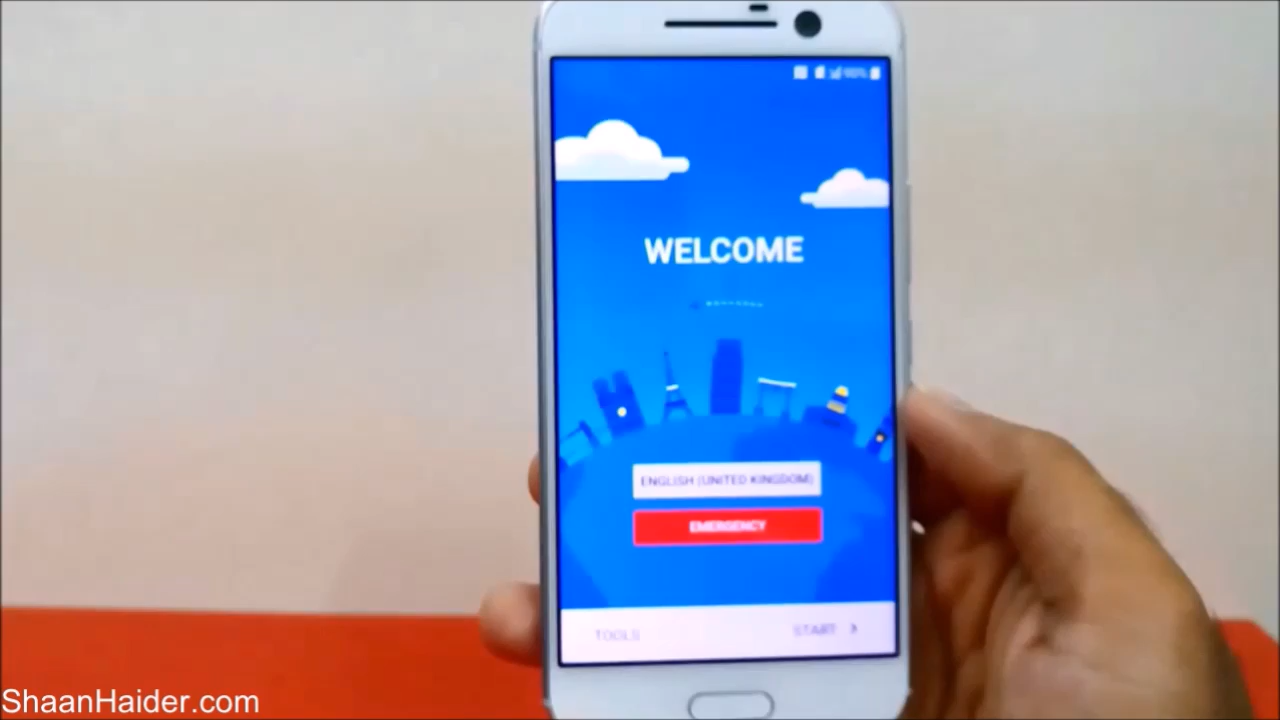 WELCOME
ENGLISH (UNITED KINGDOM)
EMERGENCY
TOOLS
START >
ShaanHaider.com